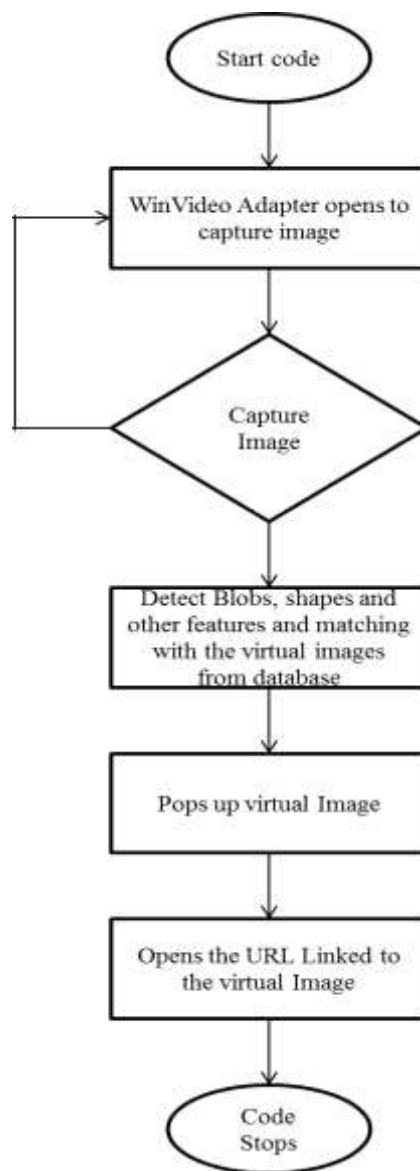 Start code
WinVideo Adapter opens to
capture image
Capture
Image
Detect Blobs, shapes and
other features and matching
with the virtual images
from database
Pops up virtual Image
Opens the URL Linked to
the virtual Image
Code
Stops